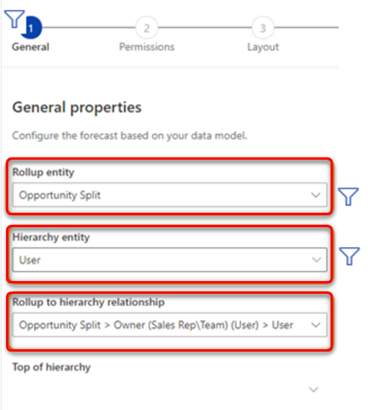 1 2 3
General Permissions Layout
General properties
Configure the forecast based on your data model.
Rollup entity
Opportunity Split
Hierarchy entity
User
Rollup to hierarchy relationship
Opportunity Split > Owner (Sales Rep\Team) (User) > User
Top of hierarchy